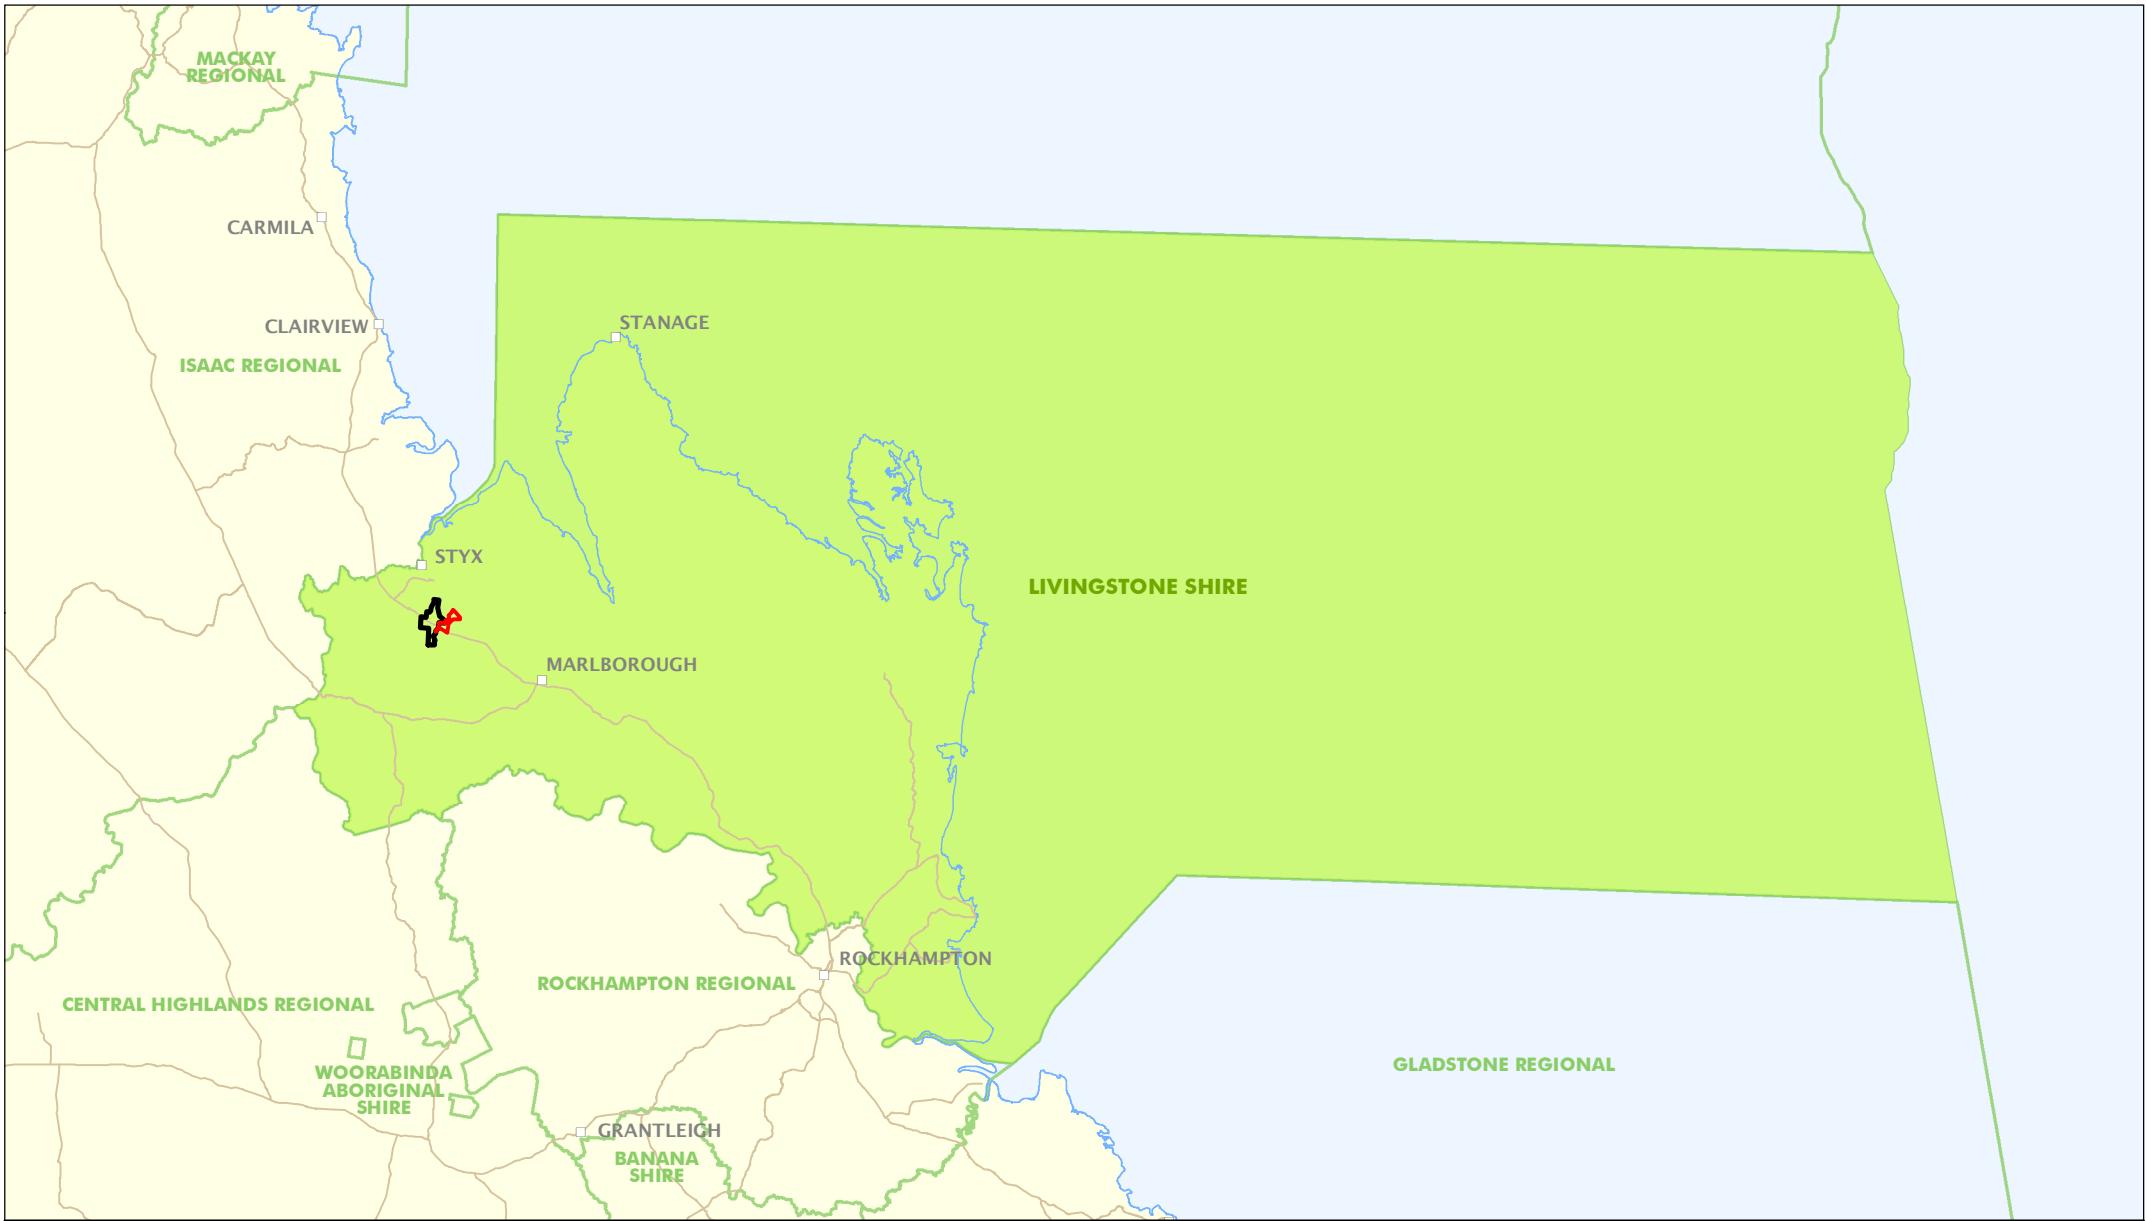 MACKAY
REGIONAL
CARMILA
STANAGE
CLAIRVIEW
ISAAC REGIONAL
STYX
LIVINGSTONE SHIRE
MARLBOROUGH
ROCKHAMPTON
ROCKHAMPTON REGIONAL
CENTRAL HIGHLANDS REGIONAL
GLADSTONE REGIONAL
WOORABINDA
ABORIGINAL
SHIRE
GRANTLEIGH
BANANA
SHIRE